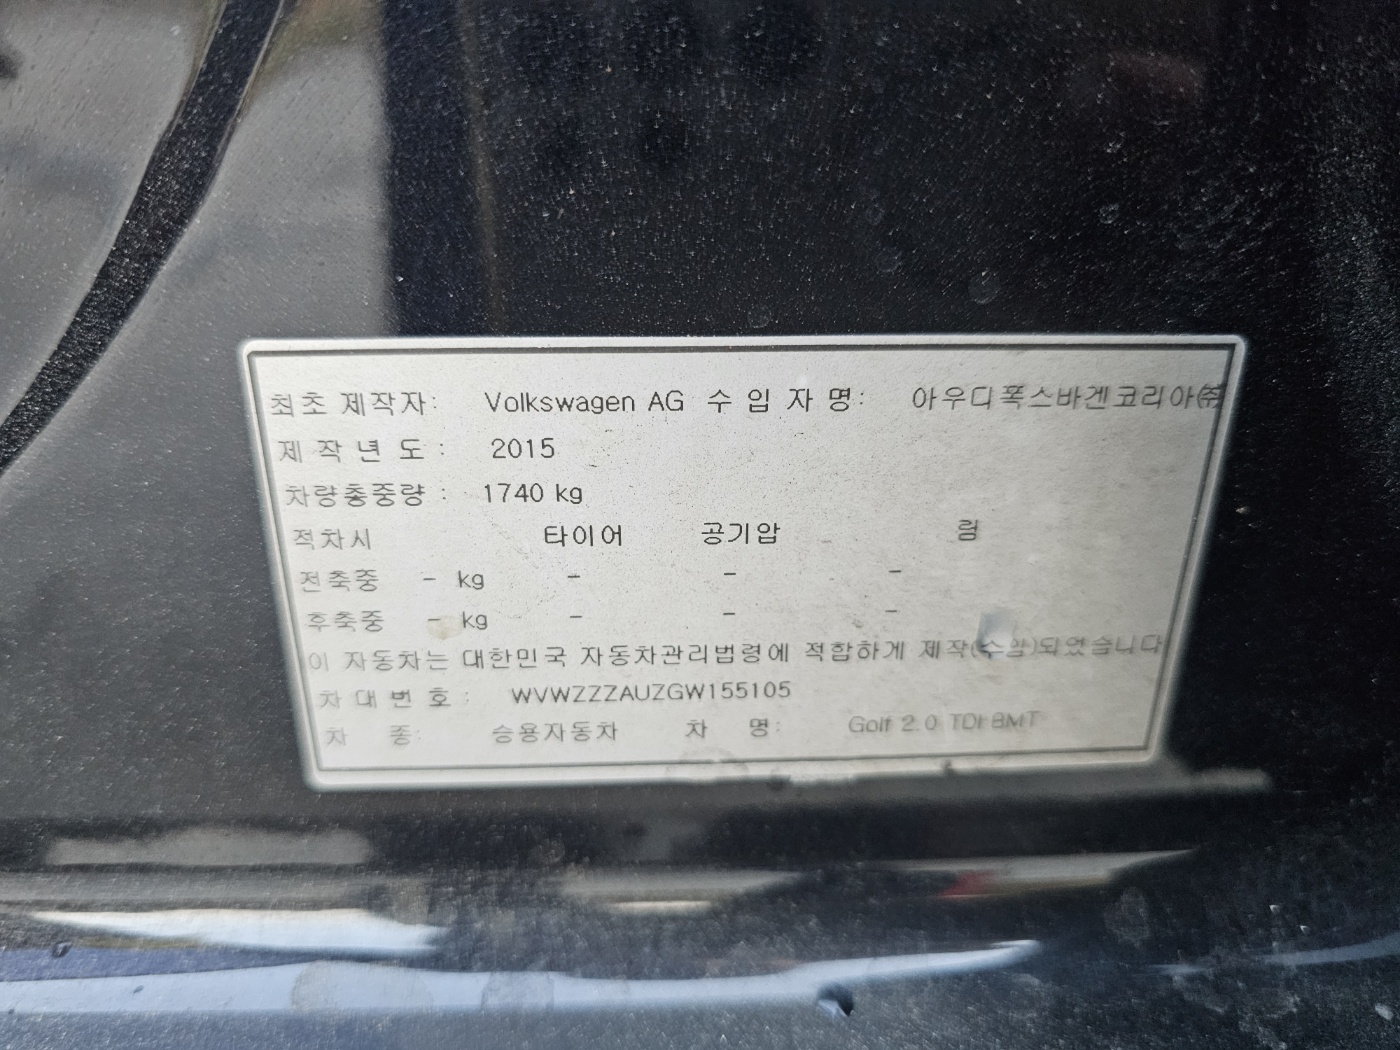 최초 제작자: Volkswagen AG 수 입 자 명: 아우디폭스바겐코리아㈜
제 작 년 도 : 2015
차량총중량 : 1740 kg
적차시 타이어 공기압 림
전축중 - kg - - -
후축중 - kg - - -
이 자동차는 대한민국 자동차관리법령에 적합하게 제작(수입)되었습니다
차 대 번 호 : WVWZZZAUZGW155105
차 종: 승용자동차 차 명: Golf 2.0 TDI BMT